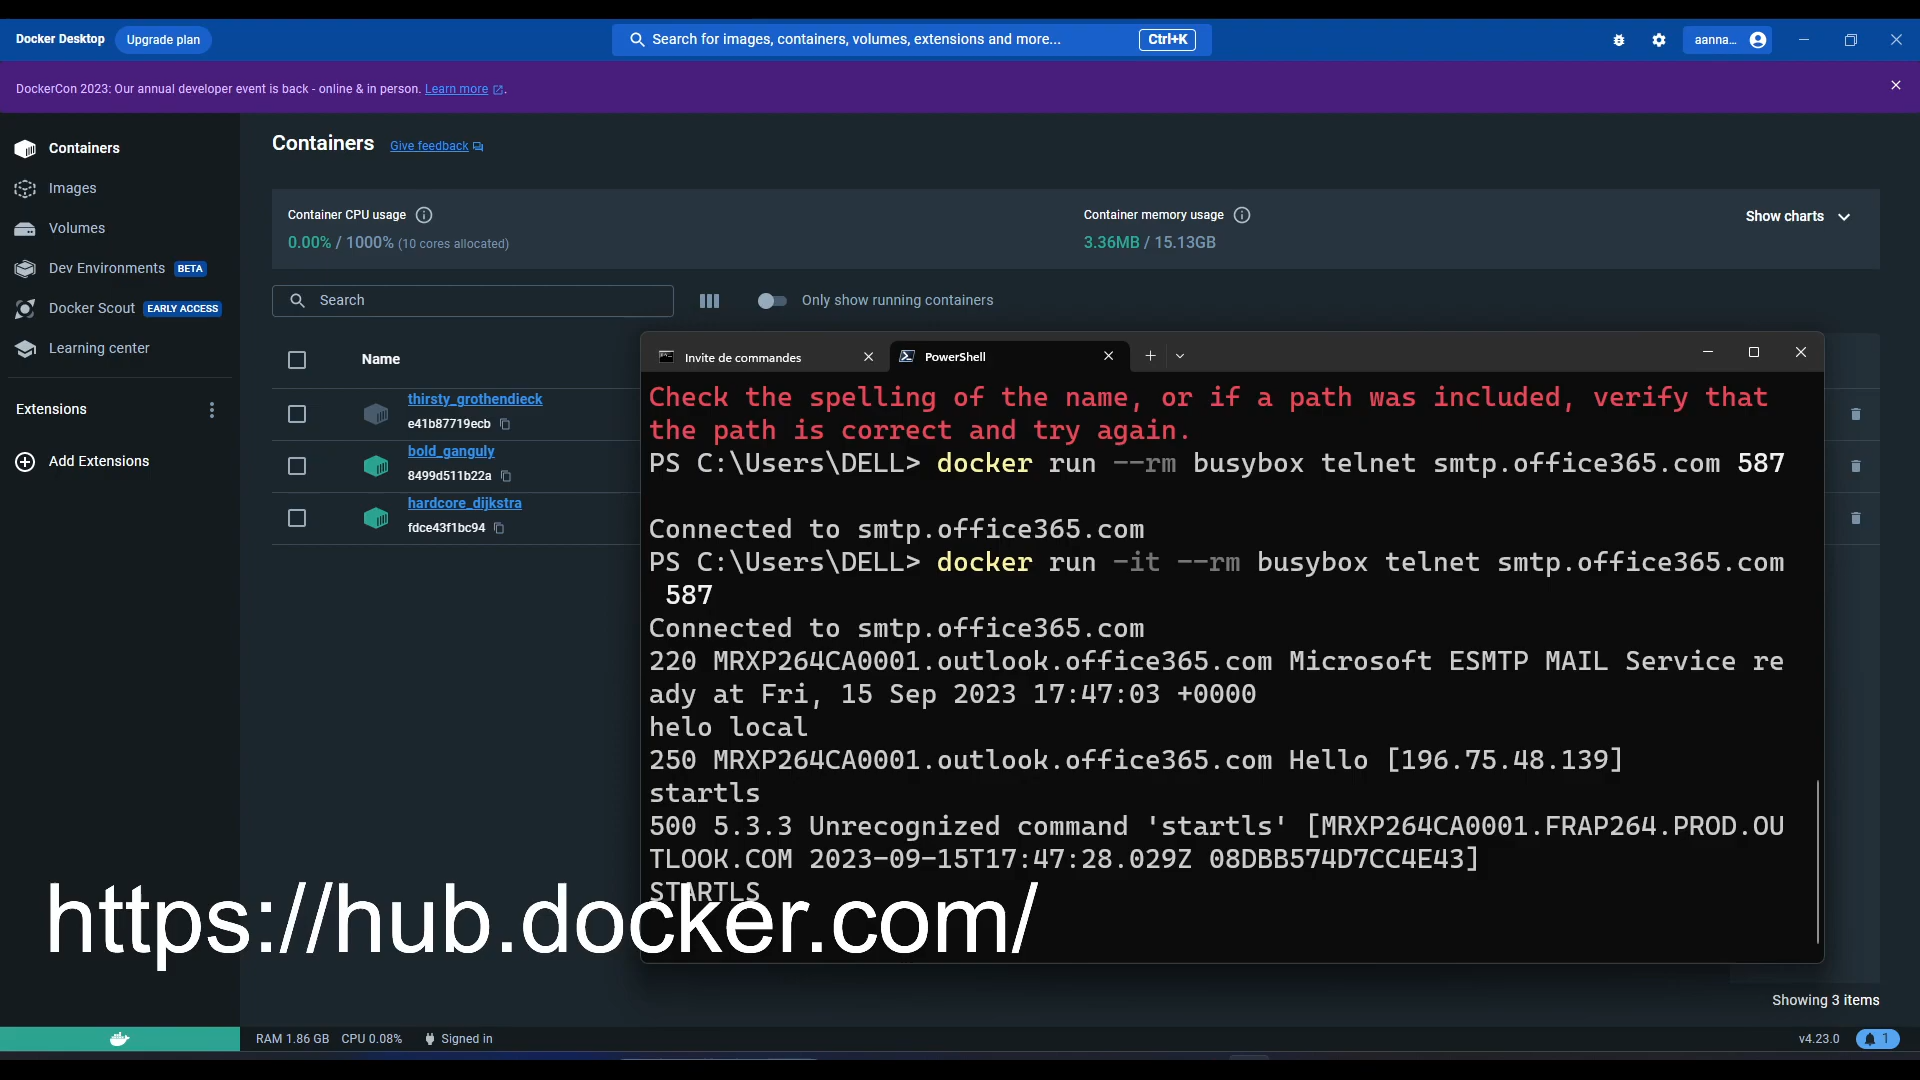 Docker Desktop
Upgrade plan
Search for images, containers, volumes, extensions and more...
Ctrl+K
aanna...
DockerCon 2023: Our annual developer event is back - online & in person. Learn more .
Containers
Images
Volumes
Dev Environments BETA
Docker Scout EARLY ACCESS
Learning center
Extensions
Add Extensions
Containers Give feedback
Container CPU usage
0.00% / 1000% (10 cores allocated)
Container memory usage
3.36MB / 15.13GB
Show charts
Search
Only show running containers
Name
thirsty_grothendieck
e41b87719ecb
bold_ganguly
8499d511b22a
hardcore_dijkstra
fdce43f1bc94
Invite de commandes
PowerShell
Check the spelling of the name, or if a path was included, verify that
the path is correct and try again.
PS C:\Users\DELL> docker run --rm busybox telnet smtp.office365.com 587
Connected to smtp.office365.com
PS C:\Users\DELL> docker run -it --rm busybox telnet smtp.office365.com
587
Connected to smtp.office365.com
220 MRXP264CA0001.outlook.office365.com Microsoft ESMTP MAIL Service re
ady at Fri, 15 Sep 2023 17:47:03 +0000
helo local
250 MRXP264CA0001.outlook.office365.com Hello [196.75.48.139]
startls
500 5.3.3 Unrecognized command 'startls' [MRXP264CA0001.FRAP264.PROD.OU
TLOOK.COM 2023-09-15T17:47:28.029Z 08DBB574D7CC4E43]
STARTLS
https://hub.docker.com/
Showing 3 items
RAM 1.86 GB CPU 0.08% Signed in
v4.23.0
1